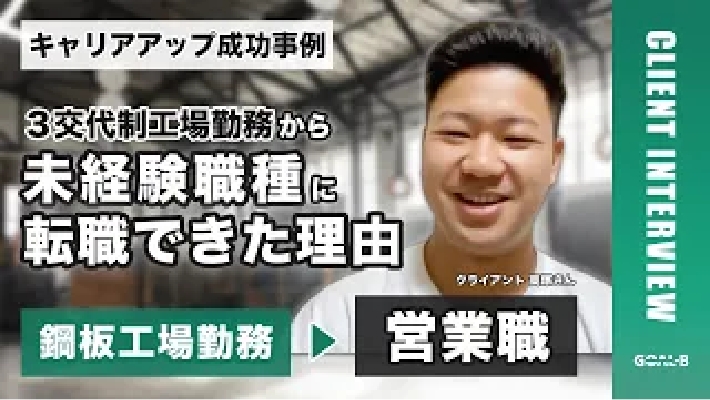 キャリアアップ成功事例
3交代制工場勤務から
未経験職種に
転職できた理由
クライアント
鋼板工場勤務
営業職
CLIENT INTERVIEW
GOAL-B